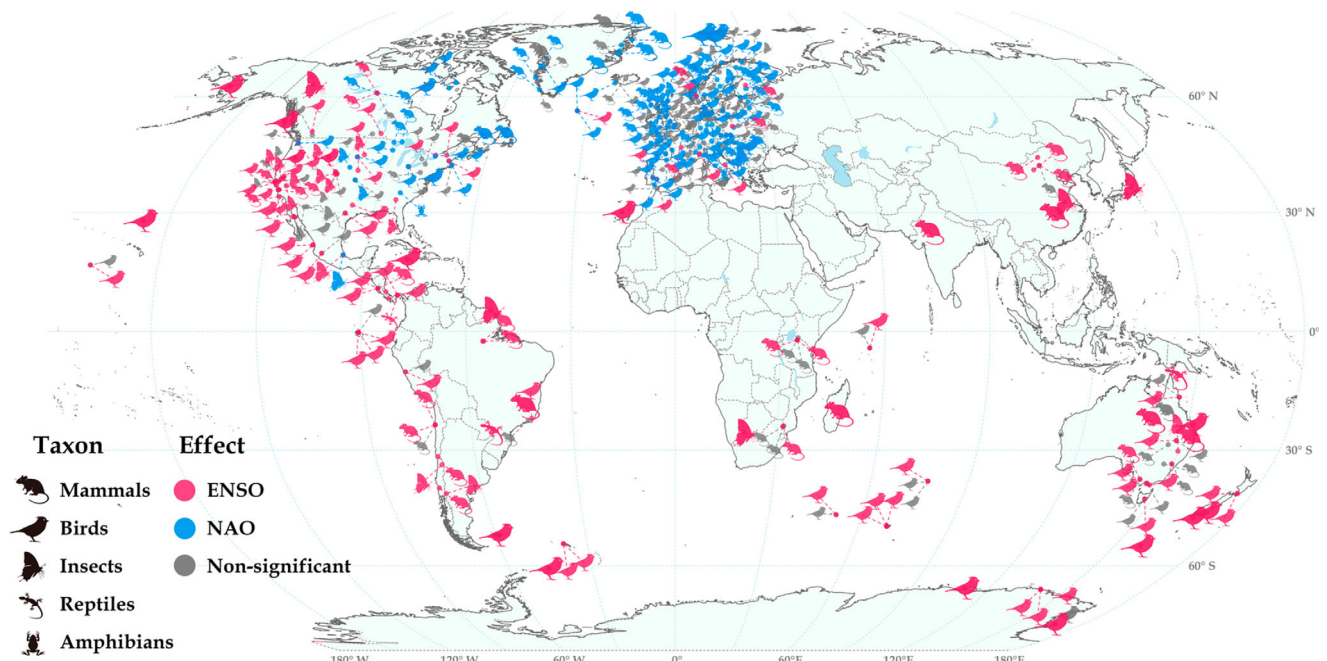 60° N
30° N
0°
30° S
60° S
Taxon Effect
Mammals ENSO
Birds NAO
Insects Non-significant
Reptiles
Amphibians
180° W 120° W 60° W 0° 60°E 120°E 180°E